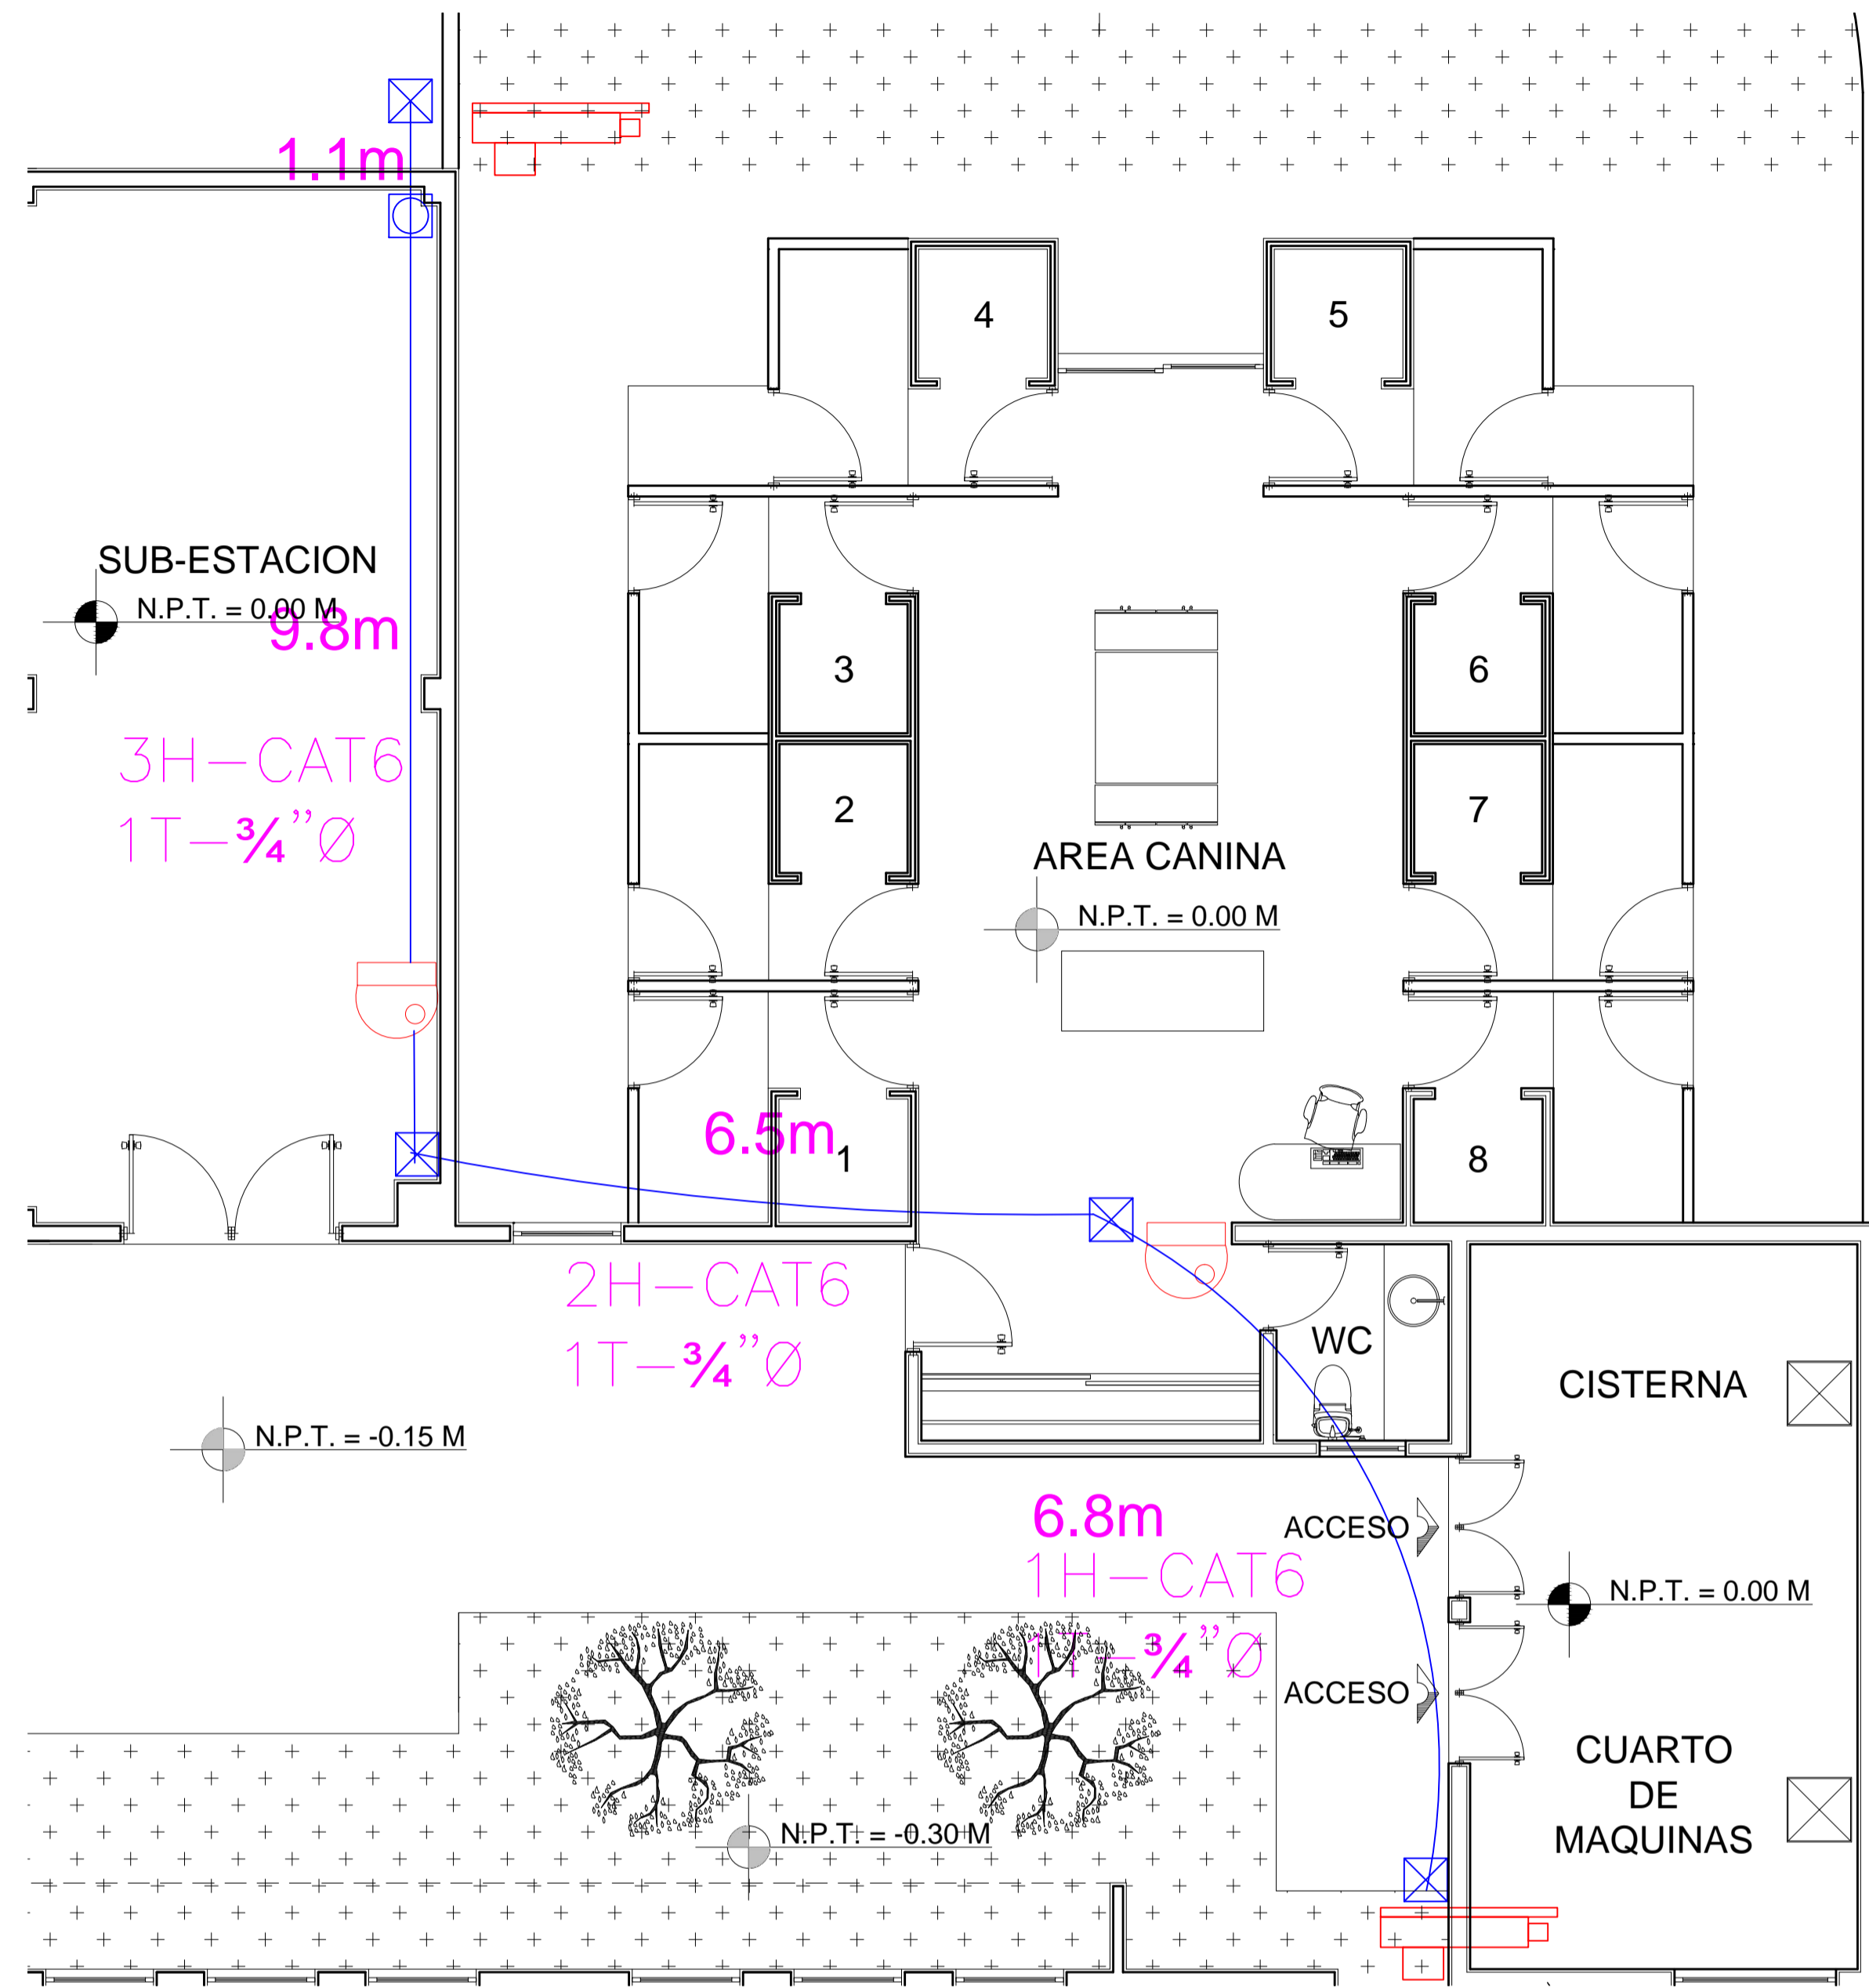 1.1m
4
5
SUB-ESTACION
N.P.T. = 0.00 M
9.8m
3
6
3H-CAT6
1T-¾"Ø
2
7
AREA CANINA
N.P.T. = 0.00 M
6.5m
1
8
2H-CAT6
1T-¾"Ø
WC
CISTERNA
N.P.T. = -0.15 M
6.8m
ACCESO
1H-CAT6
N.P.T. = 0.00 M
1T-¾"Ø
ACCESO
CUARTO
DE
MAQUINAS
N.P.T. = -0.30 M